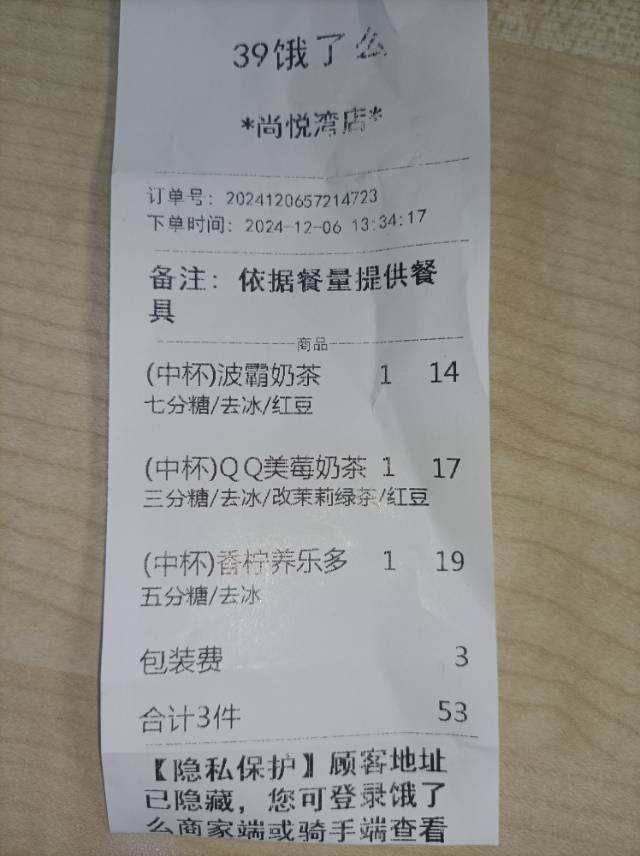 39饿了么
*尚悦湾店*
订单号: 2024120657214723
下单时间: 2024-12-06 13:34:17
备注: 依据餐量提供餐
具
商品
(中杯)波霸奶茶 1 14
七分糖/去冰/红豆
(中杯)QQ美莓奶茶 1 17
三分糖/去冰/改茉莉绿茶/红豆
(中杯)香柠养乐多 1 19
五分糖/去冰
包装费 3
合计3件 53
【隐私保护】顾客地址
已隐藏, 您可登录饿了
么商家端或骑手端查看